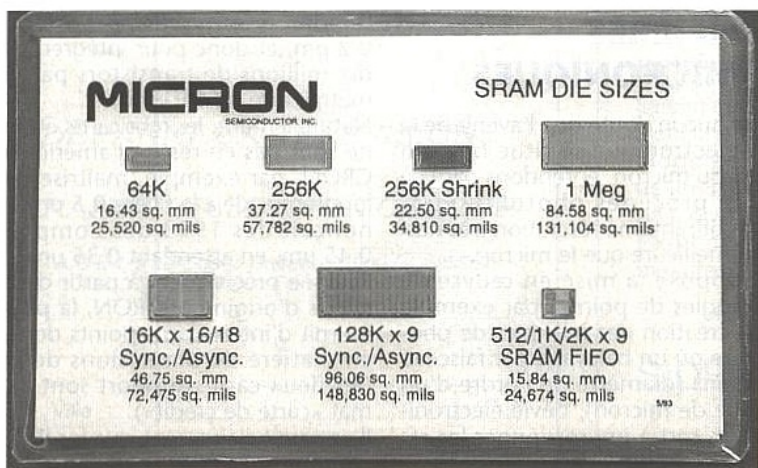 MICRON
SEMICONDUCTOR, INC.
SRAM DIE SIZES
64K
16.43 sq. mm
25,520 sq. mils
256K
37.27 sq. mm
57,782 sq. mils
256K Shrink
22.50 sq. mm
34,810 sq. mils
1 Meg
84.58 sq. mm
131,104 sq. mils
16K x 16/18
Sync./Async.
46.75 sq. mm
72,475 sq. mils
128K x 9
Sync./Async.
96.06 sq. mm
148,830 sq. mils
512/1K/2K x 9
SRAM FIFO
15.84 sq. mm
24,674 sq. mils
5/93